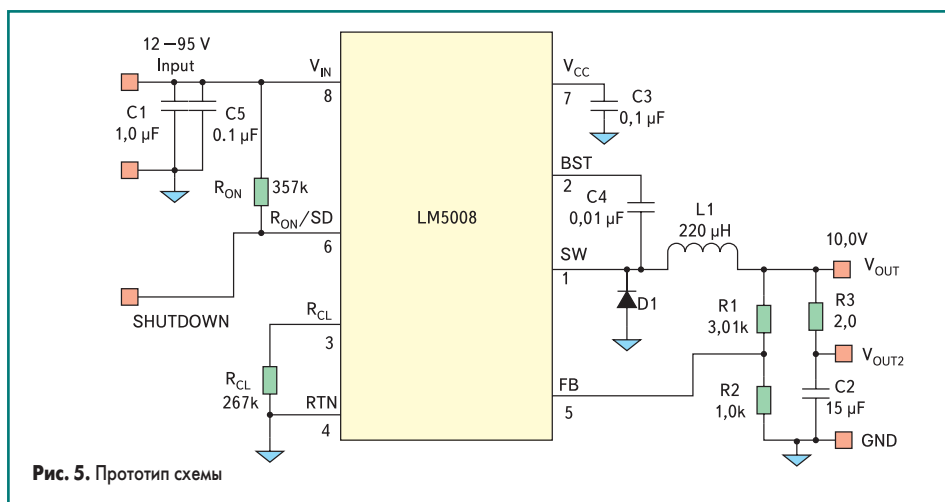 12 – 95 V
Input
C1
1,0 µF
C5
0.1 µF
V_IN
8
R_ON
357k
R_ON/SD
6
SHUTDOWN
R_CL
3
R_CL
267k
RTN
4
LM5008
V_CC
7
C3
0,1 µF
BST
2
C4
0,01 µF
L1
220 µH
SW
1
D1
10,0V
V_OUT
R1
3,01k
R3
2,0
V_OUT2
FB
5
R2
1,0k
C2
15 µF
GND
Рис. 5. Прототип схемы